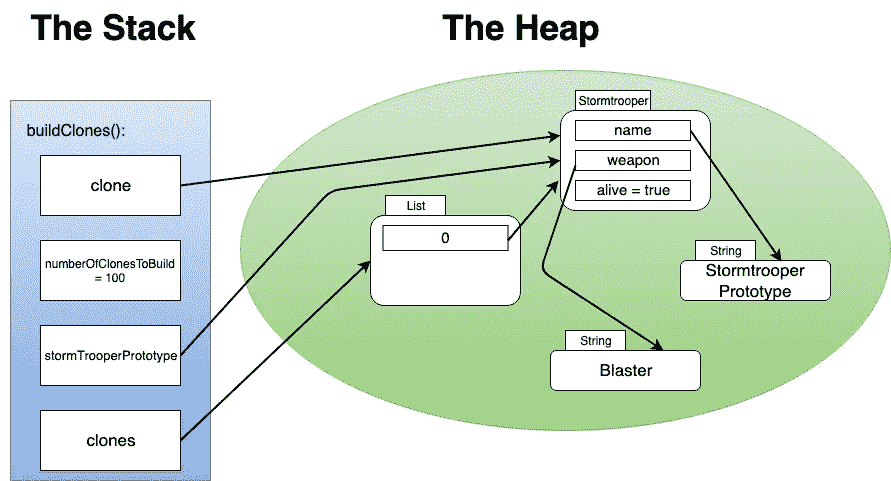 The Stack
The Heap
buildClones():
clone
numberOfClonesToBuild
= 100
stormTrooperPrototype
clones
List
0
Stormtrooper
name
weapon
alive = true
String
Stormtrooper
Prototype
String
Blaster